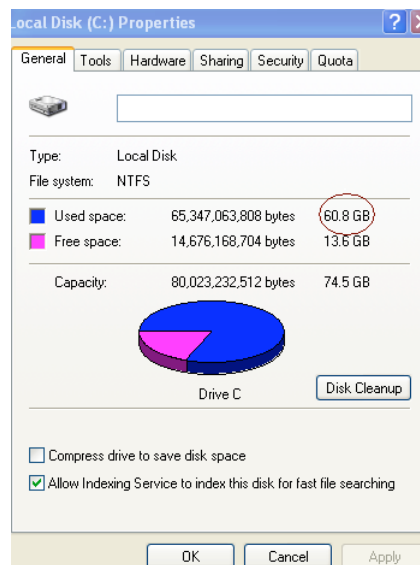 ocal Disk (C:) Properties
General Tools Hardware Sharing Security Quota
Type: Local Disk
File system: NTFS
Used space: 65,347,063,808 bytes 60.8 GB
Free space: 14,676,168,704 bytes 13.6 GB
Capacity: 80,023,232,512 bytes 74.5 GB
Drive C Disk Cleanup
Compress drive to save disk space
Allow Indexing Service to index this disk for fast file searching
OK Cancel Apply